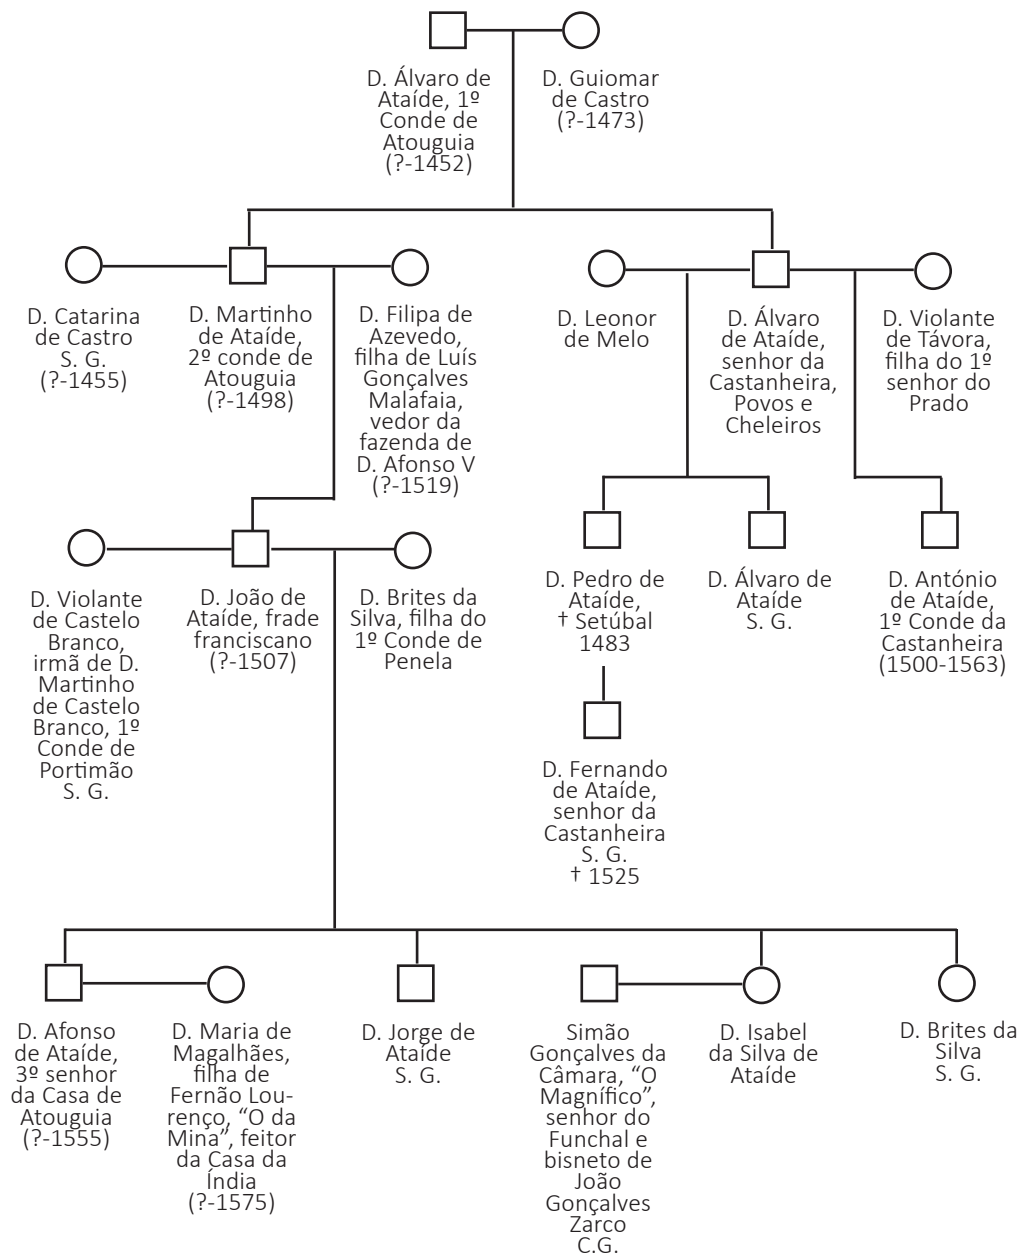 D. Álvaro de
Ataíde, 1º
Conde de
Atouguia
(?-1452)
D. Guiomar
de Castro
(?-1473)
D. Catarina
de Castro
S. G.
(?-1455)
D. Martinho
de Ataíde,
2º conde de
Atouguia
(?-1498)
D. Filipa de
Azevedo,
filha de Luís
Gonçalves
Malafaia,
vedor da
fazenda de
D. Afonso V
(?-1519)
D. Leonor
de Melo
D. Álvaro
de Ataíde,
senhor da
Castanheira,
Povos e
Cheleiros
D. Violante
de Távora,
filha do 1º
senhor do
Prado
D. Violante
de Castelo
Branco,
irmã de D.
Martinho
de Castelo
Branco, 1º
Conde de
Portimão
S. G.
D. João de
Ataíde, frade
franciscano
(?-1507)
D. Brites da
Silva, filha do
1º Conde de
Penela
D. Pedro de
Ataíde,
† Setúbal
1483
D. Álvaro de
Ataíde
S. G.
D. António
de Ataíde,
1º Conde da
Castanheira
(1500-1563)
D. Fernando
de Ataíde,
senhor da
Castanheira
S. G.
† 1525
D. Afonso
de Ataíde,
3º senhor
da Casa de
Atouguia
(?-1555)
D. Maria de
Magalhães,
filha de
Fernão Lou-
renço, “O da
Mina”, feitor
da Casa da
Índia
(?-1575)
D. Jorge de
Ataíde
S. G.
Simão
Gonçalves da
Câmara, “O
Magnífico”,
senhor do
Funchal e
bisneto de
João
Gonçalves
Zarco
C.G.
D. Isabel
da Silva de
Ataíde
D. Brites da
Silva
S. G.